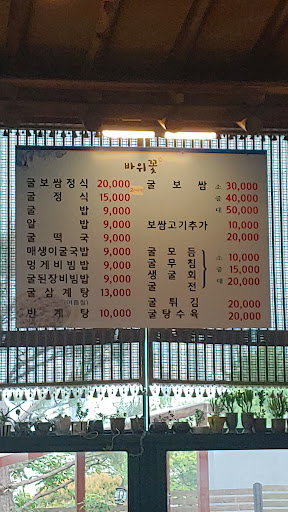 바위꽃
굴보쌈정식 20,000
굴정식 15,000
굴밥 9,000
알밥 9,000
굴떡국 9,000
매생이굴국밥 9,000
멍게비빔밥 9,000
굴된장비빔밥 9,000
굴삼계탕 13,000
반계탕 10,000
굴보쌈 소 30,000
중 40,000
대 50,000
보쌈고기추가 10,000
20,000
굴모듬
굴무침
생굴회
굴전
소 10,000
중 15,000
대 20,000
굴튀김 20,000
굴탕수육 20,000